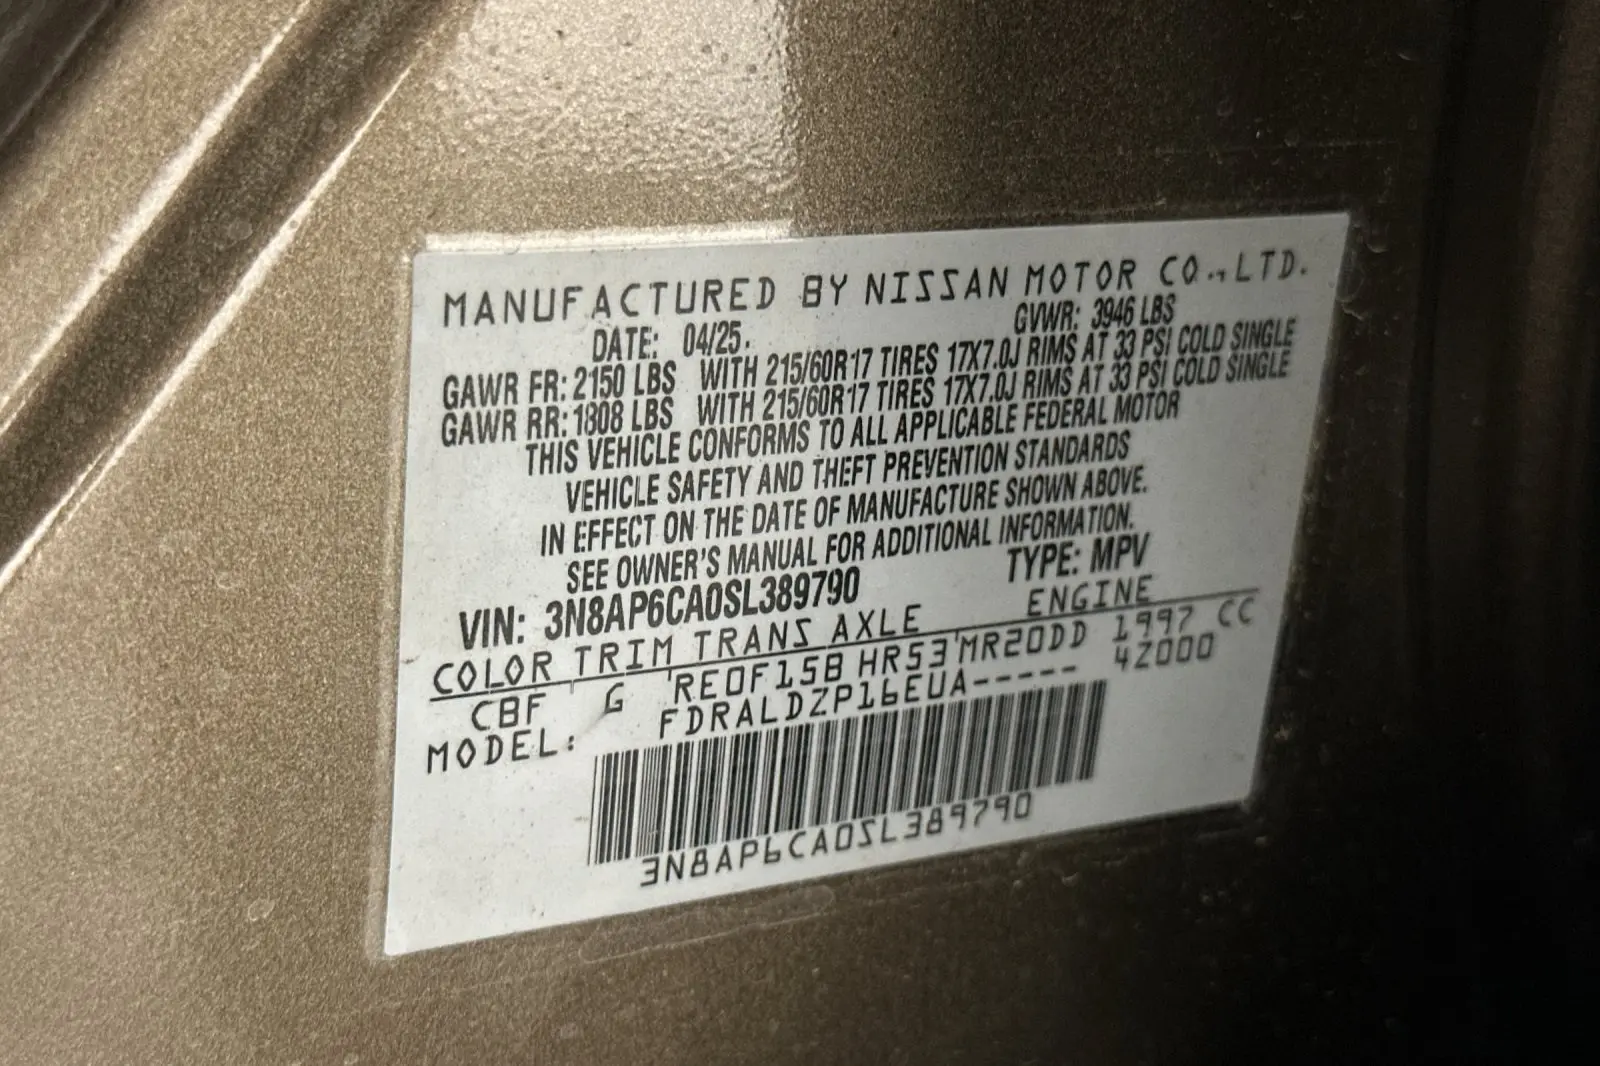 MANUFACTURED BY NISSAN MOTOR CO., LTD.
DATE: 04/25. GVWR: 3946 LBS
GAWR FR: 2150 LBS WITH 215/60R17 TIRES 17X7.0J RIMS AT 33 PSI COLD SINGLE
GAWR RR: 1808 LBS WITH 215/60R17 TIRES 17X7.0J RIMS AT 33 PSI COLD SINGLE
THIS VEHICLE CONFORMS TO ALL APPLICABLE FEDERAL MOTOR
VEHICLE SAFETY AND THEFT PREVENTION STANDARDS
IN EFFECT ON THE DATE OF MANUFACTURE SHOWN ABOVE.
SEE OWNER'S MANUAL FOR ADDITIONAL INFORMATION.
VIN: 3N8AP6CA0SL389790 TYPE: MPV
COLOR TRIM TRANS AXLE ENGINE
CBF G RE0F15B HR53 MR20DD 1997 CC
MODEL: FDRALDZP16EUA----- 4Z000
3N8AP6CA0SL389790